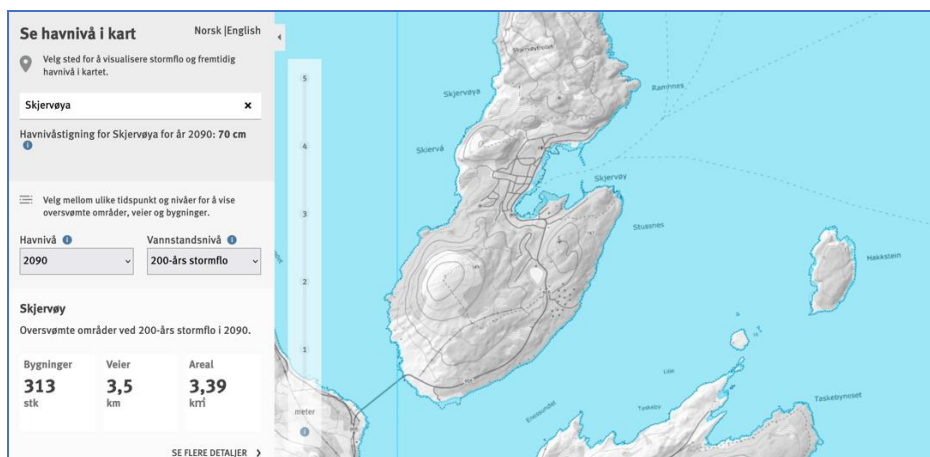 Se havnivå i kart
Norsk |English
Velg sted for å visualisere stormflo og fremtidig
havnivå i kartet.
Skjervøya
Havnivåstigning for Skjervøya for år 2090: 70 cm
Velg mellom ulike tidspunkt og nivåer for å vise
oversvømte områder, veier og bygninger.
Havnivå
Vannstandsnivå
2090
200-års stormflo
Skjervøy
Oversvømte områder ved 200-års stormflo i 2090.
Bygninger
Veier
Areal
313
3,5
3,39
stk
km
km²
SE FLERE DETALJER
5
4
3
2
1
meter
Skjervøya
Ramnnes
Skjervøy
Stussnes
Hakkstein
Taskeby
Taskebyneset